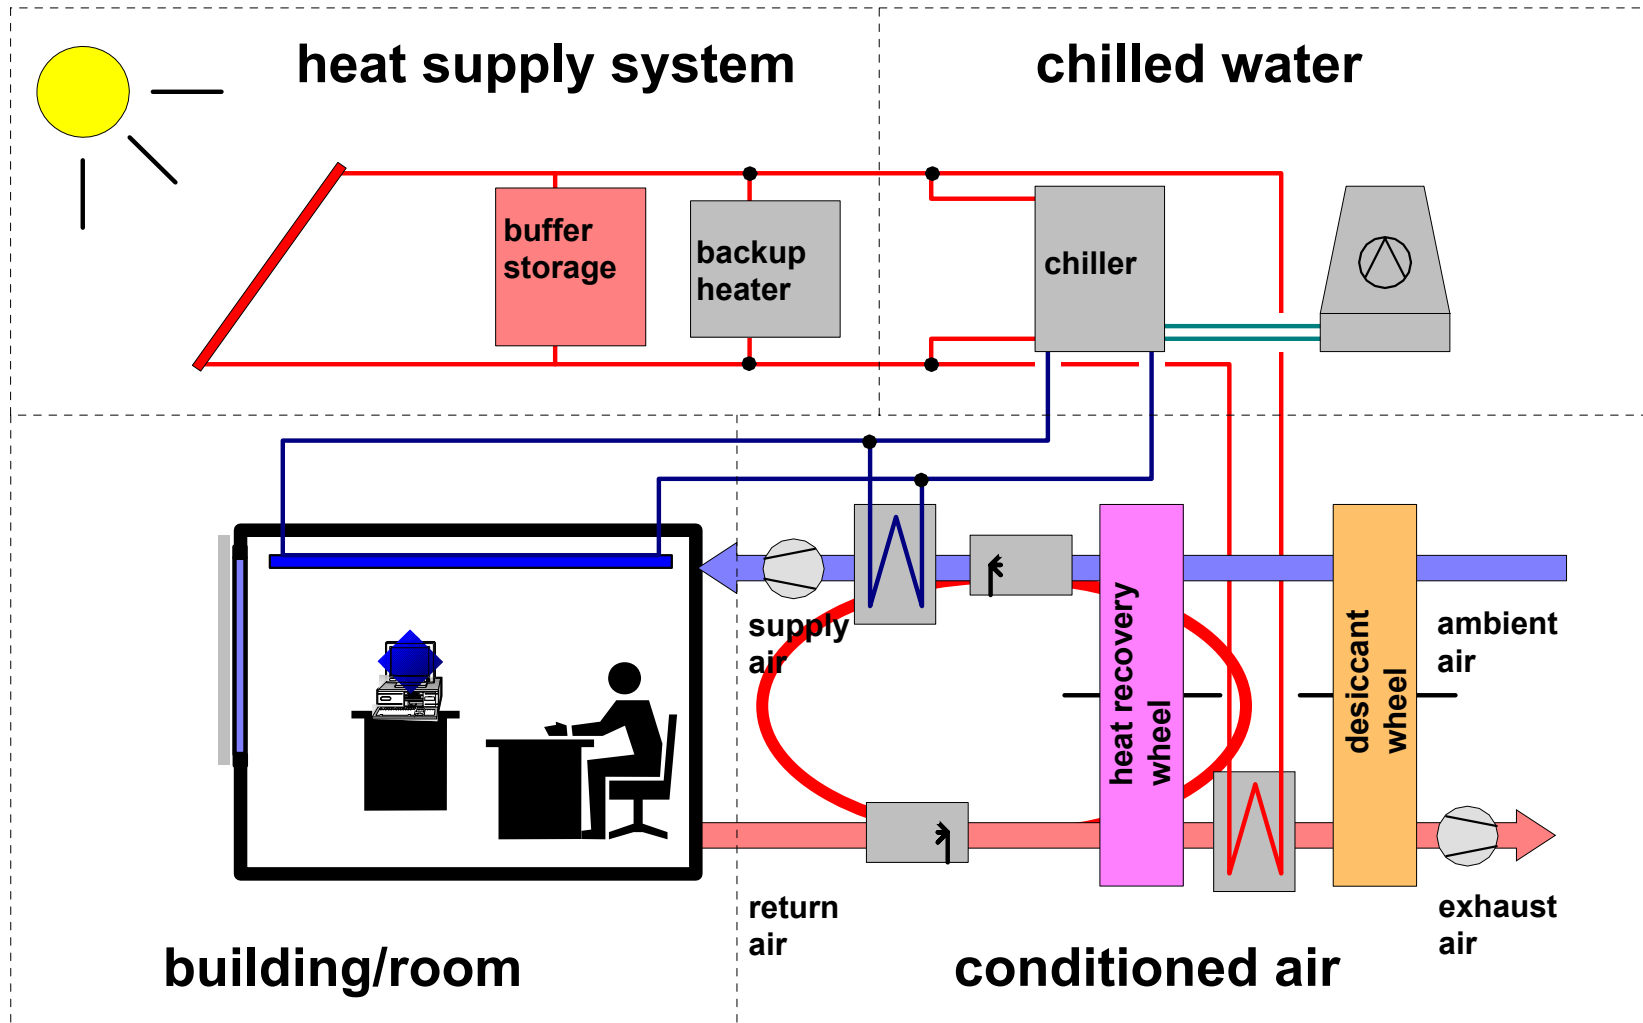 heat supply system
chilled water
buffer
storage
backup
heater
chiller
supply
air
heat recovery
wheel
desiccant
wheel
ambient
air
return
air
exhaust
air
building/room
conditioned air